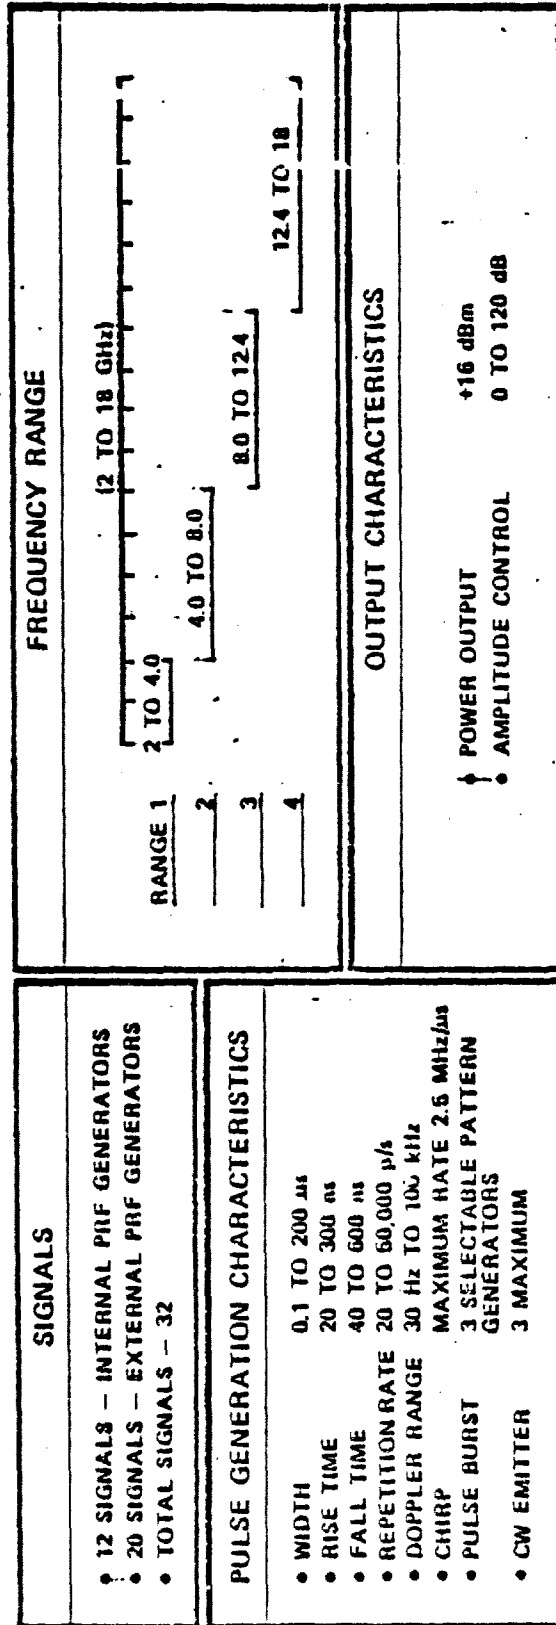 SIGNALS
• 12 SIGNALS – INTERNAL PRF GENERATORS
• 20 SIGNALS – EXTERNAL PRF GENERATORS
• TOTAL SIGNALS – 32
PULSE GENERATION CHARACTERISTICS
• WIDTH 0.1 TO 200 µs
• RISE TIME 20 TO 300 ns
• FALL TIME 40 TO 600 ns
• REPETITION RATE 20 TO 60,000 p/s
• DOPPLER RANGE 30 Hz TO 100 kHz
• CHIRP MAXIMUM RATE 2.5 MHz/µs
• PULSE BURST 3 SELECTABLE PATTERN
GENERATORS
• CW EMITTER 3 MAXIMUM
FREQUENCY RANGE
(2 TO 18 GHz)
RANGE 1 2 TO 4.0
2 4.0 TO 8.0
3 8.0 TO 12.4
4 12.4 TO 18
OUTPUT CHARACTERISTICS
• POWER OUTPUT +16 dBm
• AMPLITUDE CONTROL 0 TO 120 dB